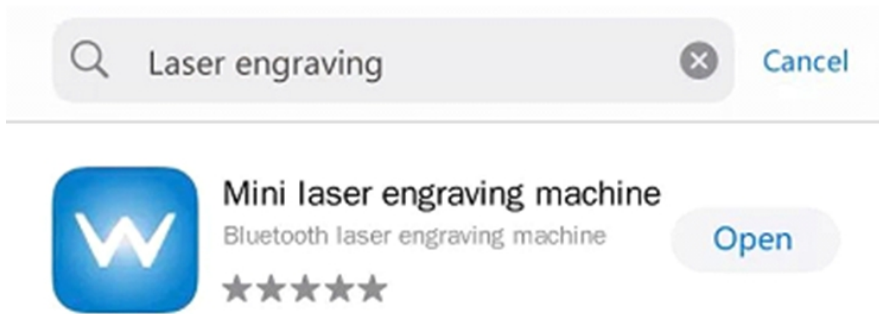 Laser engraving
Cancel
Mini laser engraving machine
Bluetooth laser engraving machine
Open